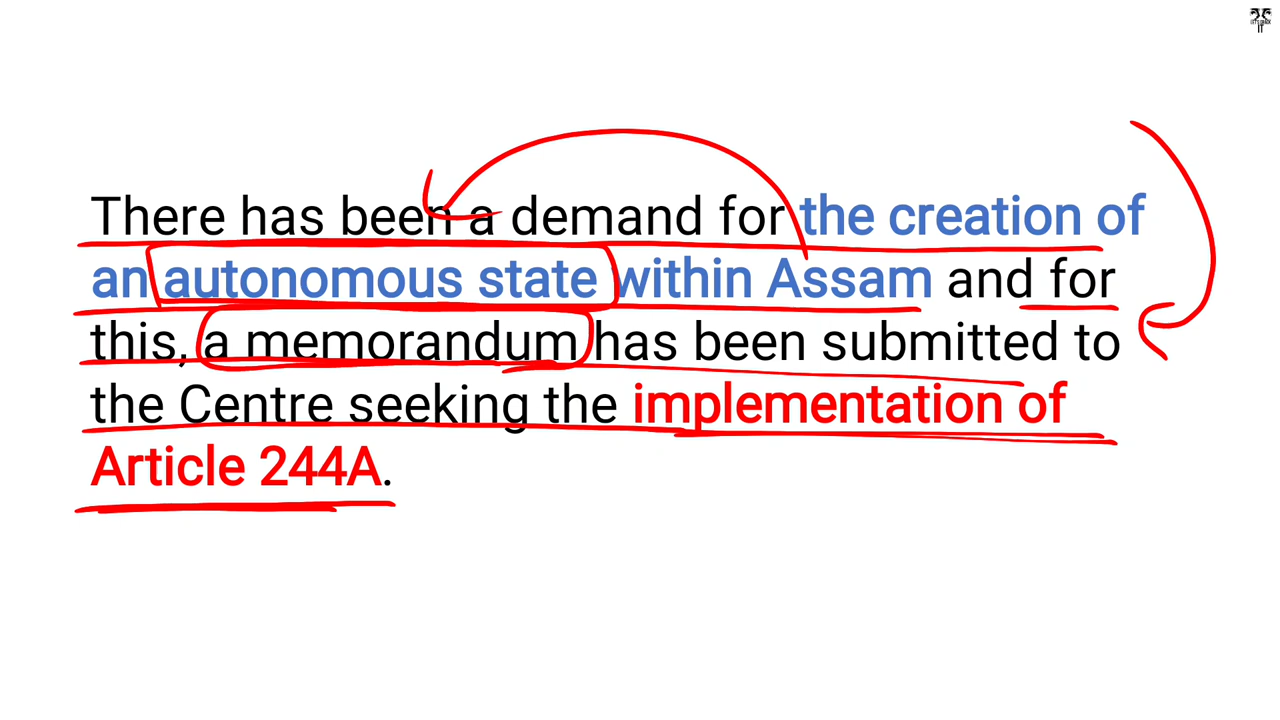 There has been a demand for the creation of
an autonomous state within Assam and for
this, a memorandum has been submitted to
the Centre seeking the implementation of
Article 244A.